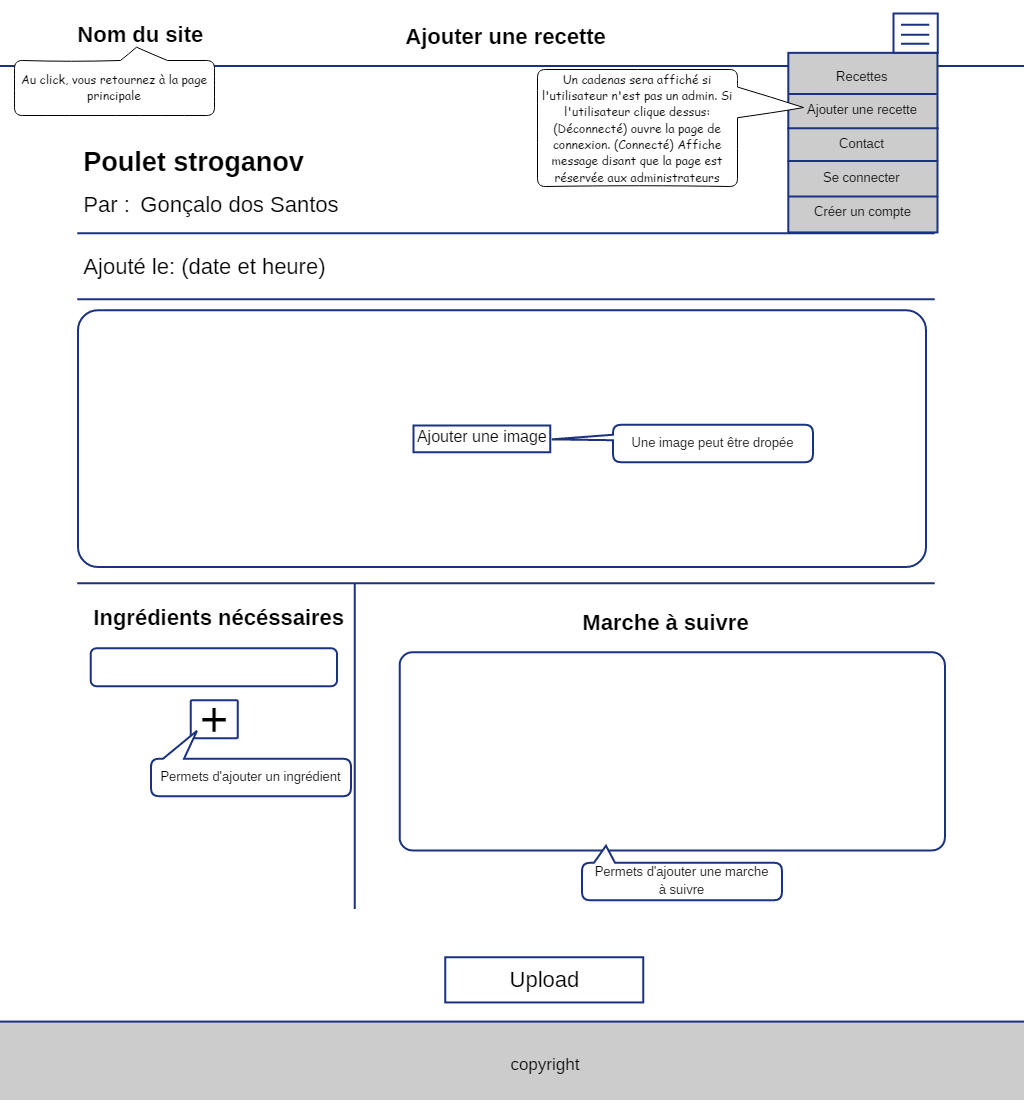 Nom du site
Ajouter une recette
Au click, vous retournez à la page
principale
Un cadenas sera affiché si
l'utilisateur n'est pas un admin. Si
l'utilisateur clique dessus:
(Déconnecté) ouvre la page de
connexion. (Connecté) Affiche
message disant que la page est
réservée aux administrateurs
Recettes
Ajouter une recette
Contact
Se connecter
Créer un compte
Poulet stroganov
Par : Gonçalo dos Santos
Ajouté le: (date et heure)
Ajouter une image
Une image peut être dropée
Ingrédients nécéssaires
+
Permets d'ajouter un ingrédient
Marche à suivre
Permets d'ajouter une marche
à suivre
Upload
copyright